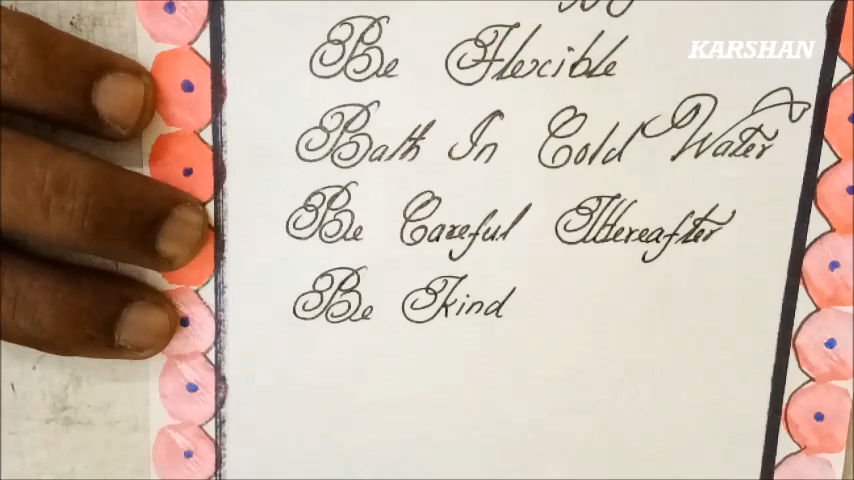 Be Flexible
KARSHAN
Bath In Cold Water
Be Careful Thereafter
Be Kind